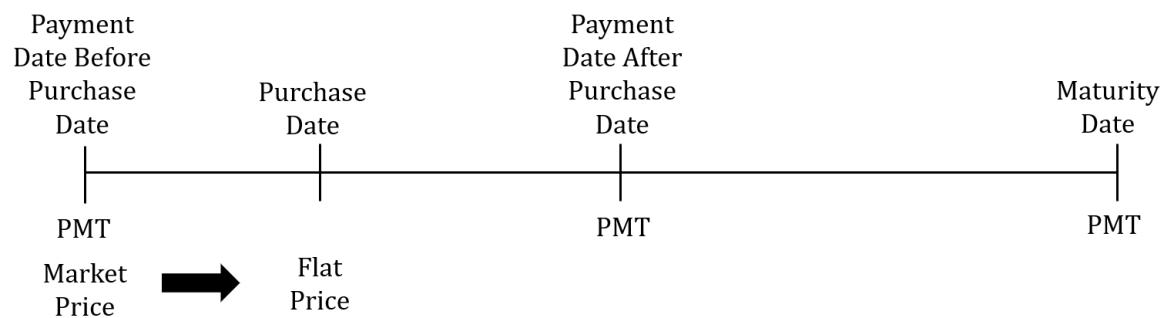 Payment
Date Before
Purchase
Date
Purchase
Date
Payment
Date After
Purchase
Date
Maturity
Date
PMT
PMT
PMT
Market
Price
Flat
Price